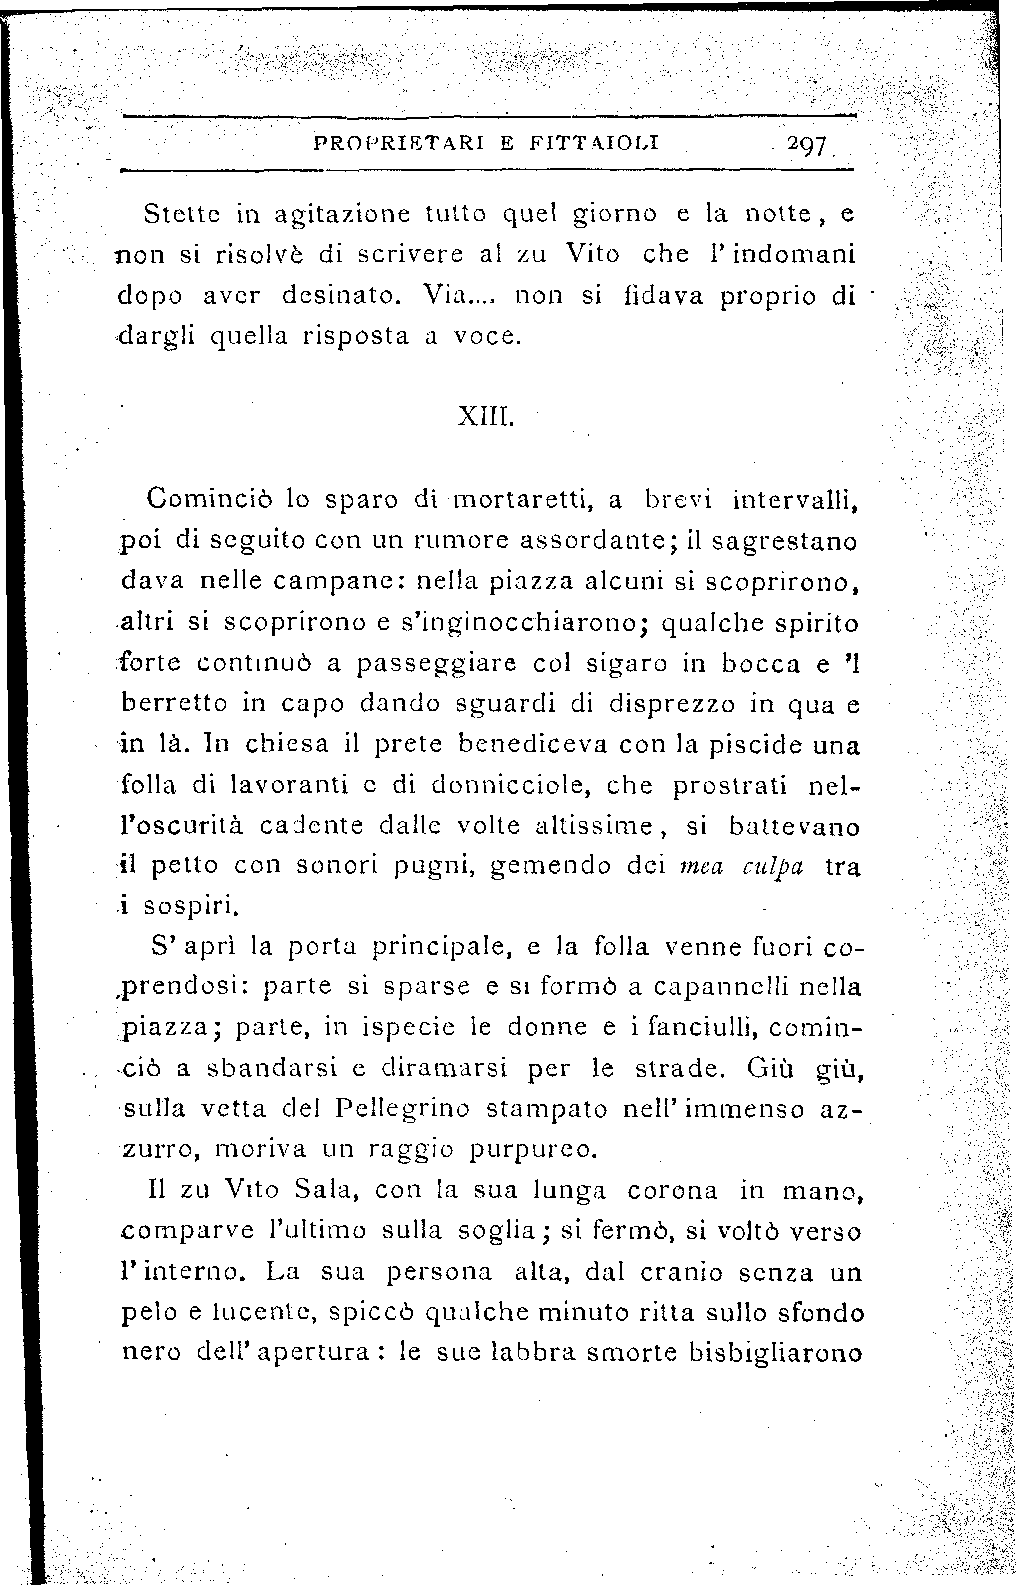 PROPRIETARI E FITTAIOLI 297
Stette in agitazione tutto quel giorno e la notte, e
non si risolvè di scrivere al zu Vito che l'indomani
dopo aver desinato. Via.... non si fidava proprio di
dargli quella risposta a voce.
XIII.
Cominciò lo sparo di mortaretti, a brevi intervalli,
poi di seguito con un rumore assordante; il sagrestano
dava nelle campane: nella piazza alcuni si scoprirono,
altri si scoprirono e s'inginocchiarono; qualche spirito
forte continuò a passeggiare col sigaro in bocca e 'l
berretto in capo dando sguardi di disprezzo in qua e
in là. In chiesa il prete benediceva con la piscide una
folla di lavoranti e di donnicciole, che prostrati nel-
l'oscurità cadente dalle volte altissime, si battevano
il petto con sonori pugni, gemendo dei mea culpa tra
i sospiri.
S'aprì la porta principale, e la folla venne fuori co-
prendosi: parte si sparse e si formò a capannelli nella
piazza; parte, in ispecie le donne e i fanciulli, comin-
ciò a sbandarsi e diramarsi per le strade. Giù giù,
sulla vetta del Pellegrino stampato nell'immenso az-
zurro, moriva un raggio purpureo.
Il zu Vito Sala, con la sua lunga corona in mano,
comparve l'ultimo sulla soglia; si fermò, si voltò verso
l'interno. La sua persona alta, dal cranio senza un
pelo e lucente, spiccò qualche minuto ritta sullo sfondo
nero dell'apertura: le sue labbra smorte bisbigliarono